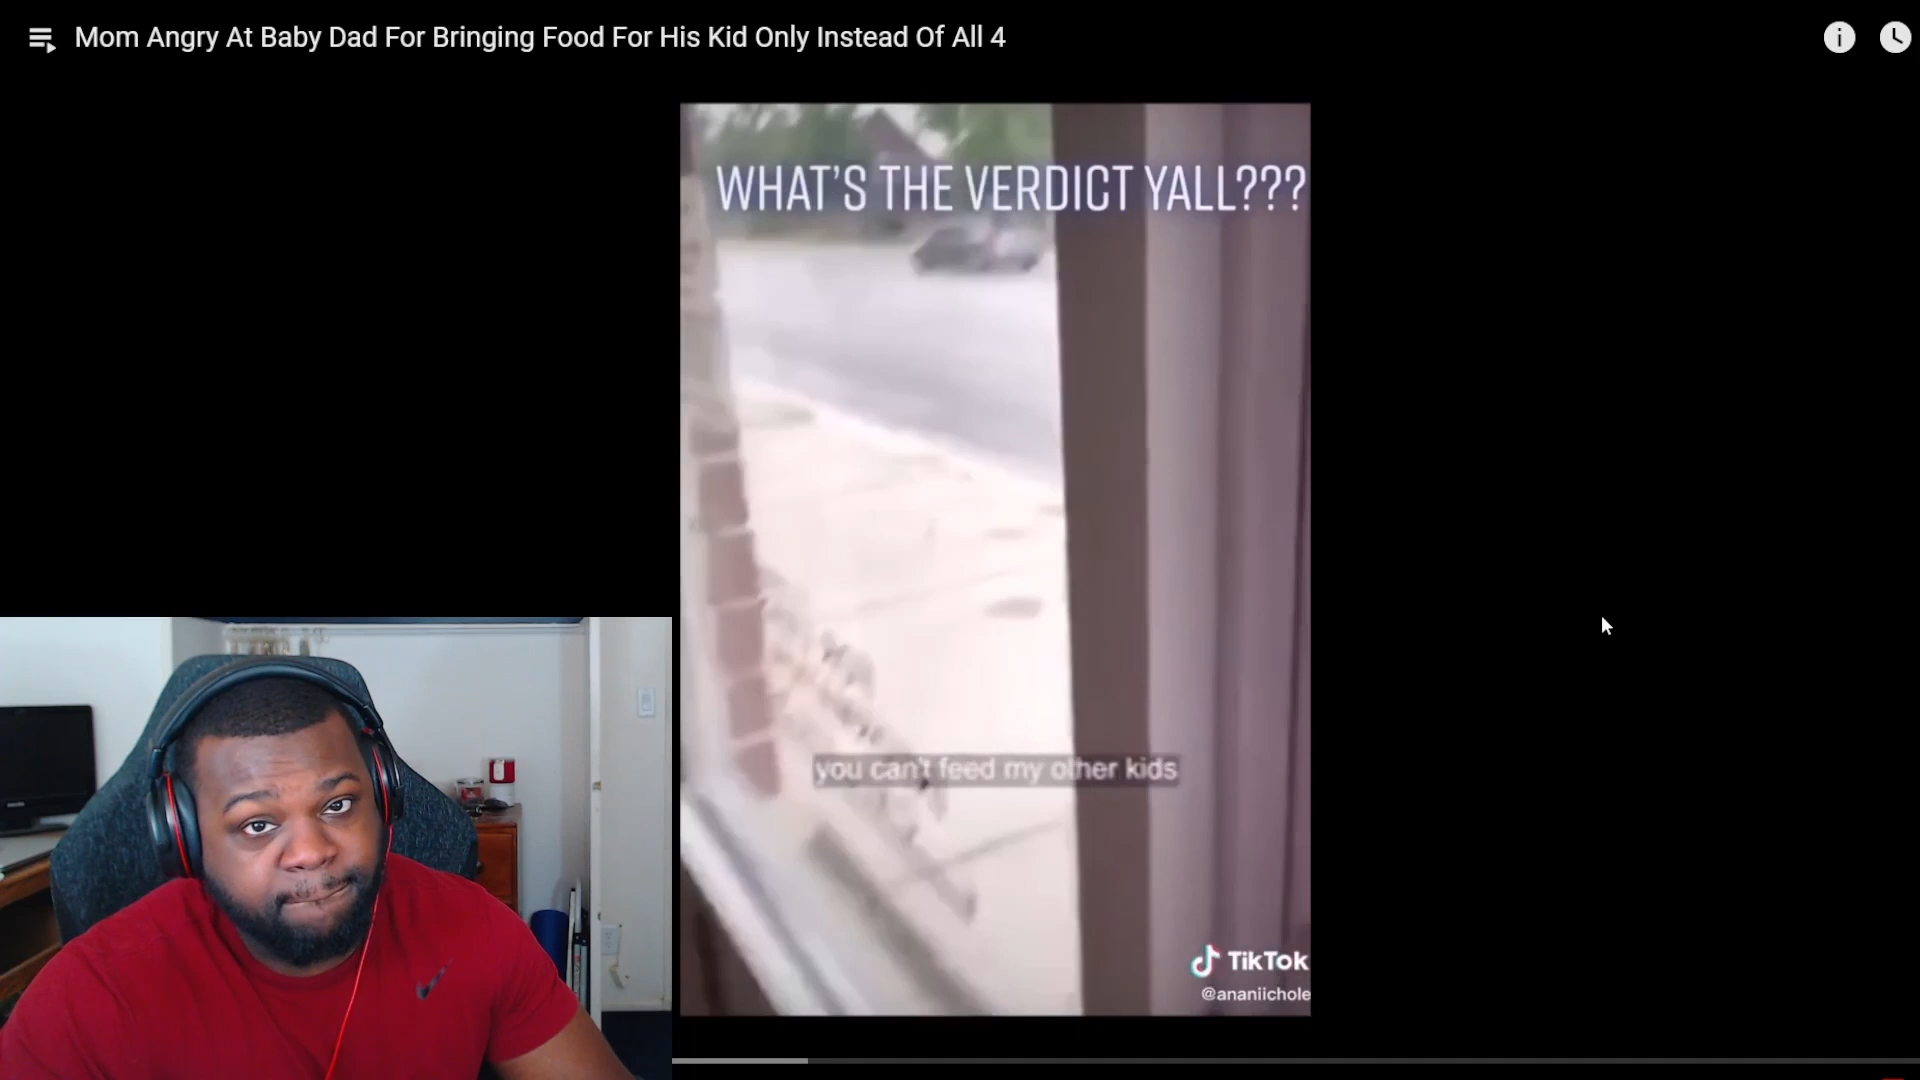 Mom Angry At Baby Dad For Bringing Food For His Kid Only Instead Of All 4
WHAT'S THE VERDICT YALL???
you can't feed my other kids
TikTok
@ananiichole